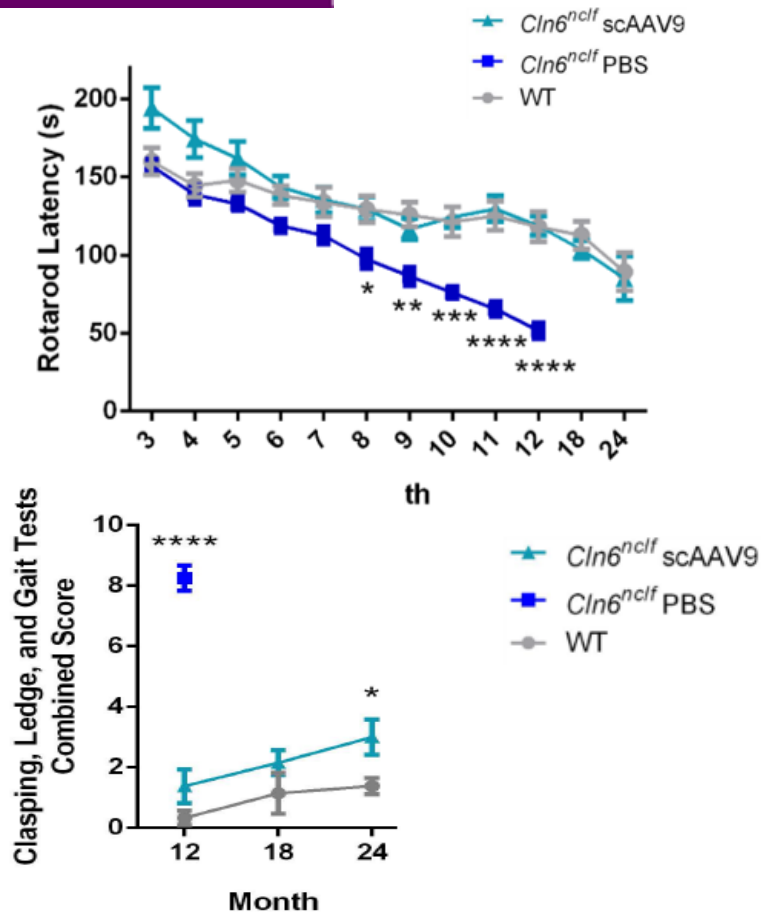 Cln6nclf scAAV9
Cln6nclf PBS
WT
Rotarod Latency (s)
200
150
100
50
0
*
**
***
****
****
3 4 5 6 7 8 9 10 11 12 18 24
th
Clasping, Ledge, and Gait Tests
Combined Score
10
8
6
4
2
0
****
*
12 18 24
Month
Cln6nclf scAAV9
Cln6nclf PBS
WT